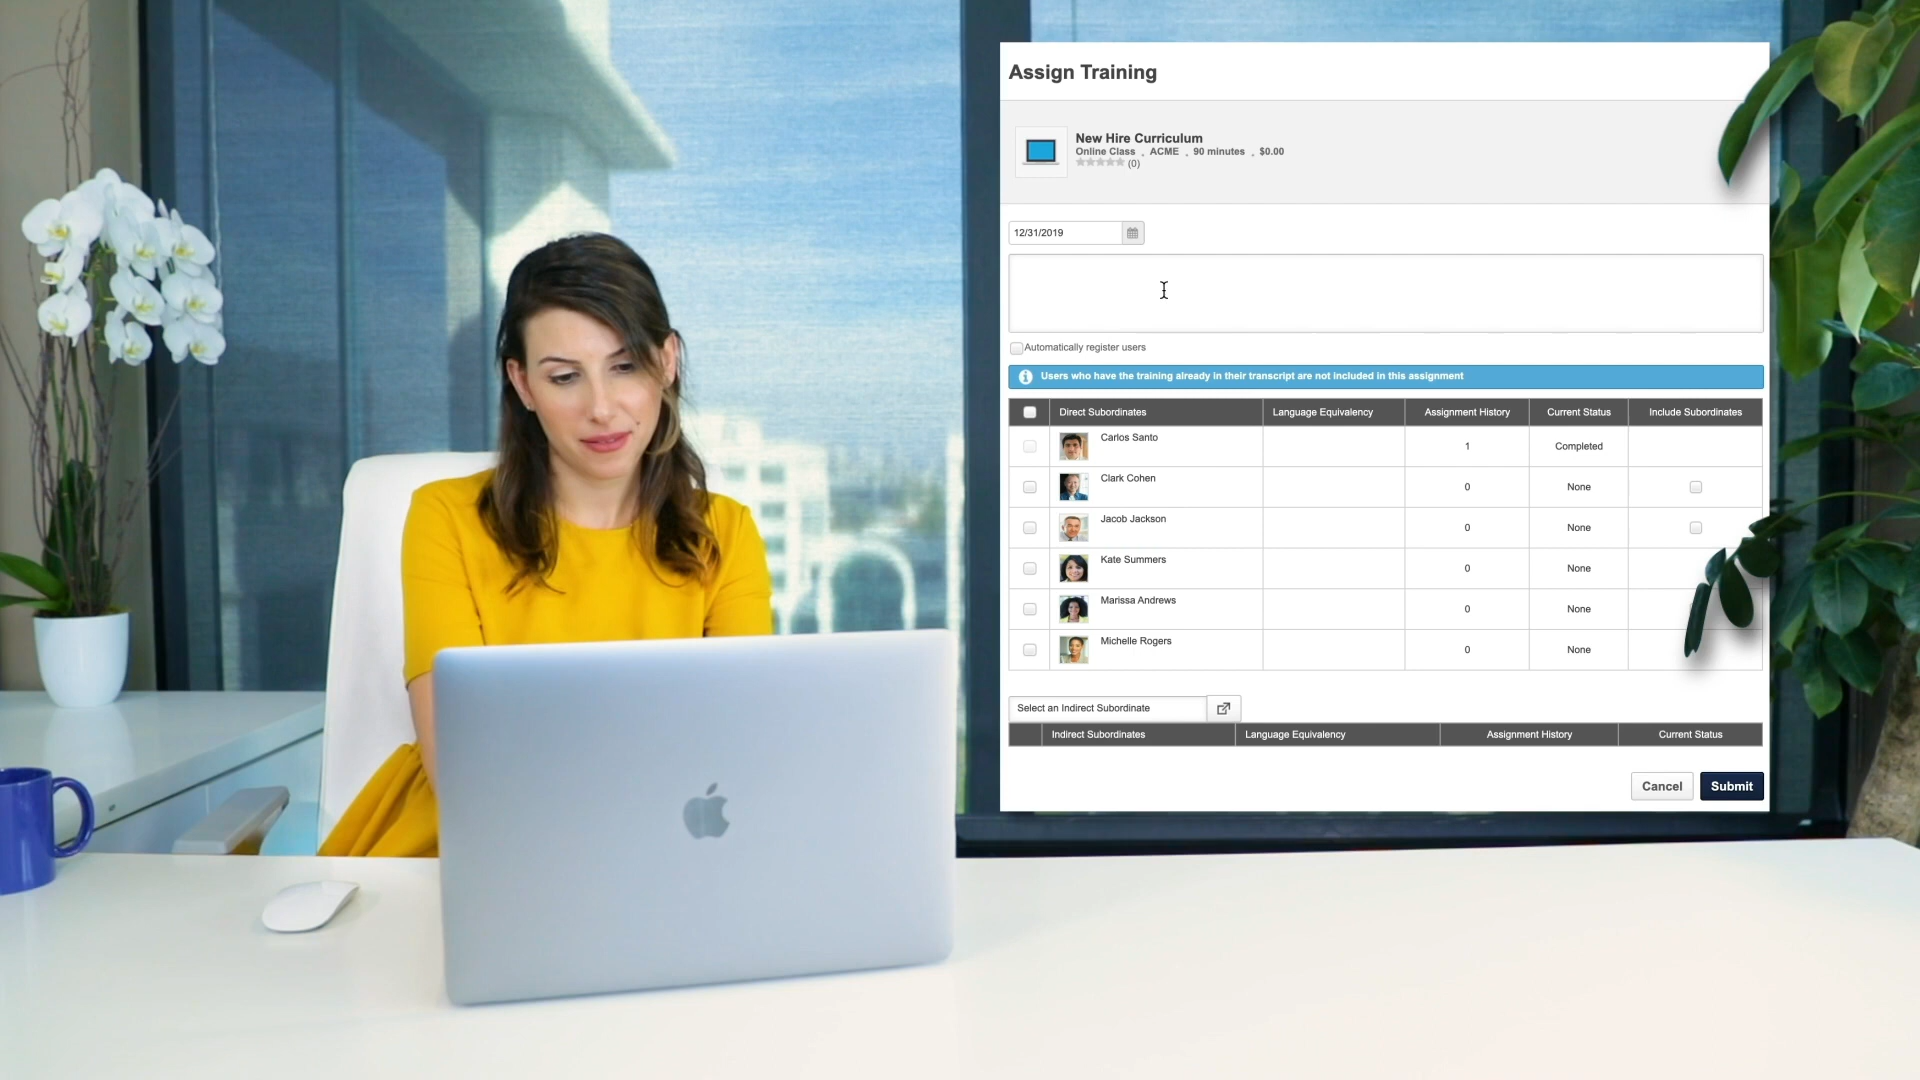 Assign Training
New Hire Curriculum
Online Class . ACME . 90 minutes . $0.00
(0)
12/31/2019
Automatically register users
i Users who have the training already in their transcript are not included in this assignment
Direct Subordinates Language Equivalency Assignment History Current Status Include Subordinates
Carlos Santo 1 Completed
Clark Cohen 0 None
Jacob Jackson 0 None
Kate Summers 0 None
Marissa Andrews 0 None
Michelle Rogers 0 None
Select an Indirect Subordinate
Indirect Subordinates Language Equivalency Assignment History Current Status
Cancel Submit